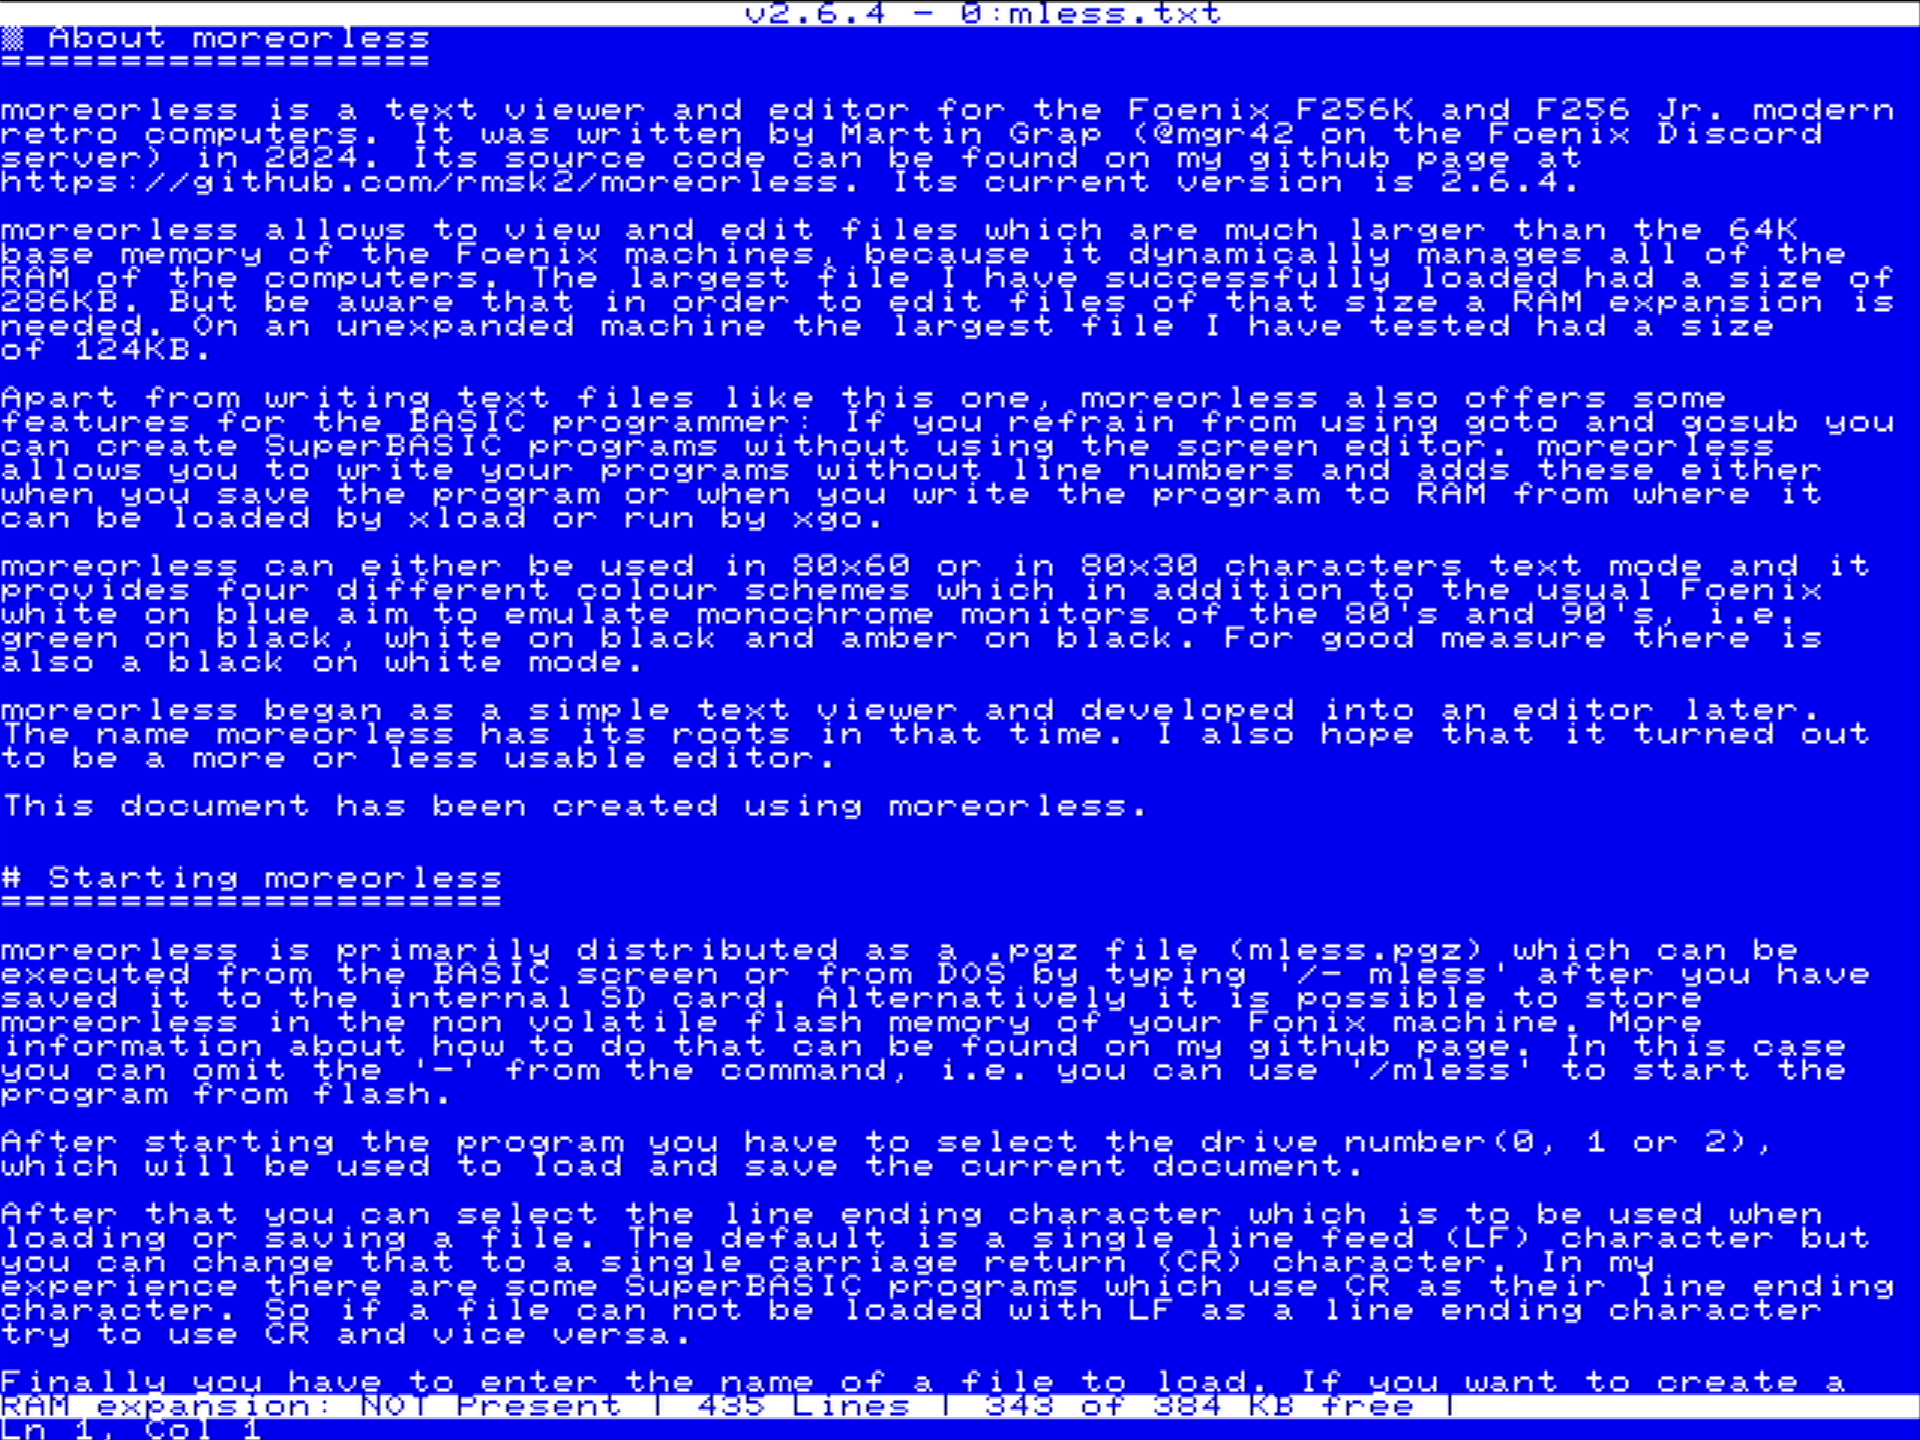 v2.6.4 - 0:mless.txt
About moreorless
==================
moreorless is a text viewer and editor for the Foenix F256K and F256 Jr. modern
retro computers. It was written by Martin Grap (@mgr42 on the Foenix Discord
server) in 2024. Its source code can be found on my github page at
https://github.com/rmsk2/moreorless. Its current version is 2.6.4.
moreorless allows to view and edit files which are much larger than the 64K
base memory of the Foenix machines, because it dynamically manages all of the
RAM of the computers. The largest file I have successfully loaded had a size of
286KB. But be aware that in order to edit files of that size a RAM expansion is
needed. On an unexpanded machine the largest file I have tested had a size
of 124KB.
Apart from writing text files like this one, moreorless also offers some
features for the BASIC programmer: If you refrain from using goto and gosub you
can create SuperBASIC programs without using the screen editor. moreorless
allows you to write your programs without line numbers and adds these either
when you save the program or when you write the program to RAM from where it
can be loaded by xload or run by xgo.
moreorless can either be used in 80x60 or in 80x30 characters text mode and it
provides four different colour schemes which in addition to the usual Foenix
white on blue aim to emulate monochrome monitors of the 80's and 90's, i.e.
green on black, white on black and amber on black. For good measure there is
also a black on white mode.
moreorless began as a simple text viewer and developed into an editor later.
The name moreorless has its roots in that time. I also hope that it turned out
to be a more or less usable editor.
This document has been created using moreorless.
# Starting moreorless
=====================
moreorless is primarily distributed as a .pgz file (mless.pgz) which can be
executed from the BASIC screen or from DOS by typing '/- mless' after you have
saved it to the internal SD card. Alternatively it is possible to store
moreorless in the non volatile flash memory of your Fonix machine. More
information about how to do that can be found on my github page. In this case
you can omit the '-' from the command, i.e. you can use '/mless' to start the
program from flash.
After starting the program you have to select the drive number(0, 1 or 2),
which will be used to load and save the current document.
After that you can select the line ending character which is to be used when
loading or saving a file. The default is a single line feed (LF) character but
you can change that to a single carriage return (CR) character. In my
experience there are some SuperBASIC programs which use CR as their line ending
character. So if a file can not be loaded with LF as a line ending character
try to use CR and vice versa.
Finally you have to enter the name of a file to load. If you want to create a
RAM expansion: NOT Present | 435 Lines | 343 of 384 KB free |
Ln 1, Col 1